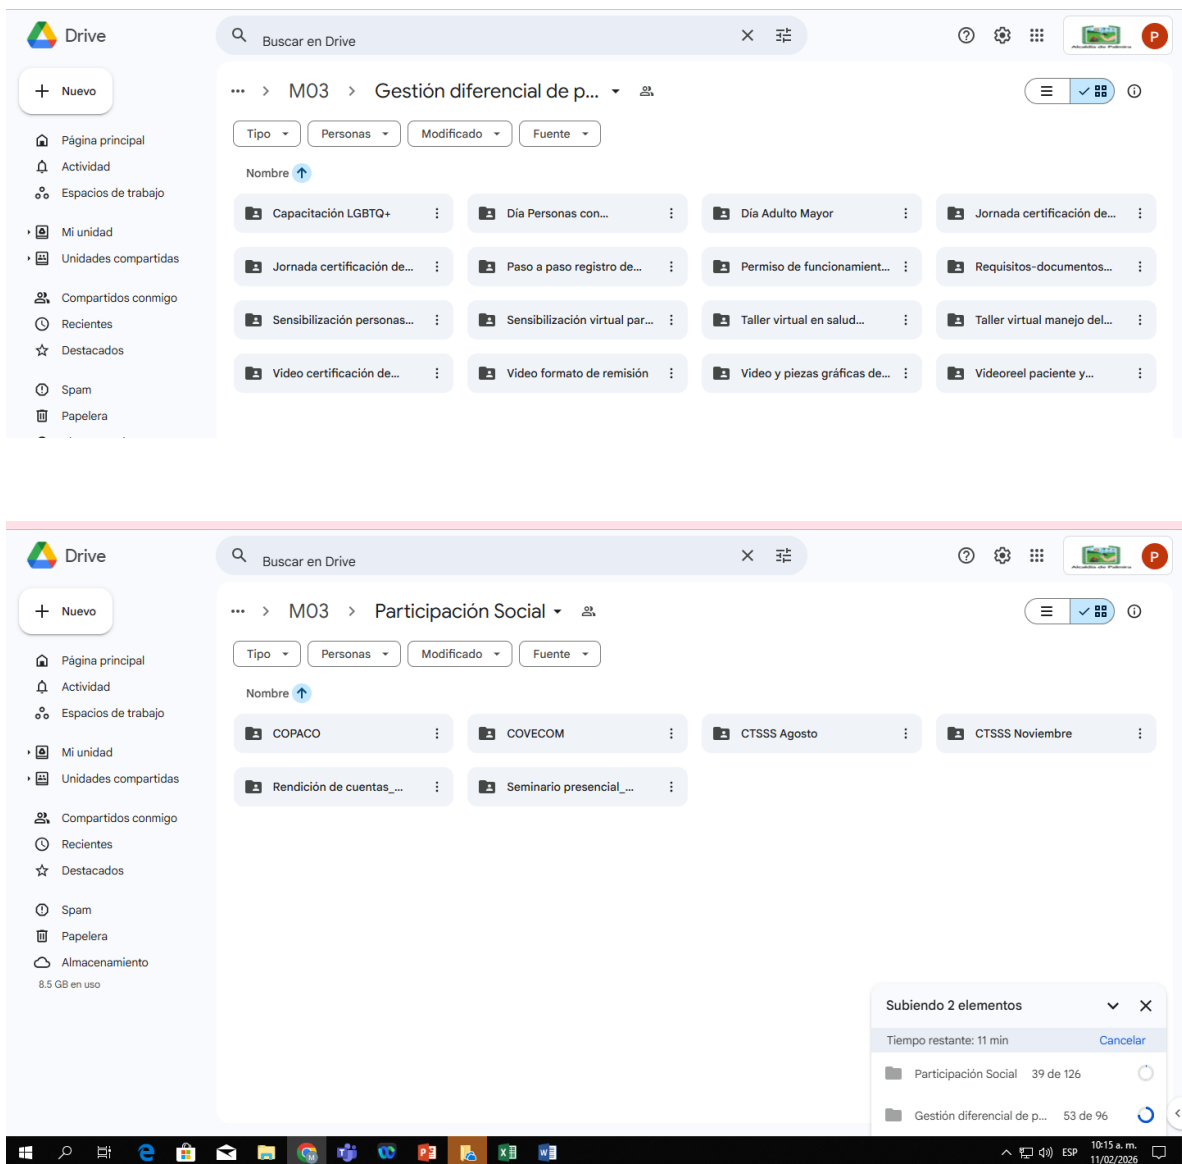 Drive
Buscar en Drive
Alcaldía de Palmira
P
Nuevo
M03 > Gestión diferencial de p...
Tipo Personas Modificado Fuente
Página principal
Actividad
Espacios de trabajo
Mi unidad
Unidades compartidas
Compartidos conmigo
Recientes
Destacados
Spam
Papelera
Nombre
Capacitación LGBTQ+ Día Personas con... Día Adulto Mayor Jornada certificación de...
Jornada certificación de... Paso a paso registro de... Permiso de funcionamient... Requisitos-documentos...
Sensibilización personas... Sensibilización virtual par... Taller virtual en salud... Taller virtual manejo del...
Video certificación de... Video formato de remisión Video y piezas gráficas de... Videoreel paciente y...
Drive
Buscar en Drive
Alcaldía de Palmira
P
Nuevo
M03 > Participación Social
Tipo Personas Modificado Fuente
Página principal
Actividad
Espacios de trabajo
Mi unidad
Unidades compartidas
Compartidos conmigo
Recientes
Destacados
Spam
Papelera
Almacenamiento
8.5 GB en uso
Nombre
COPACO COVECOM CTSSS Agosto CTSSS Noviembre
Rendición de cuentas_... Seminario presencial_...
Subiendo 2 elementos
Tiempo restante: 11 min Cancelar
Participación Social 39 de 126
Gestión diferencial de p... 53 de 96
ESP
10:15 a. m.
11/02/2026